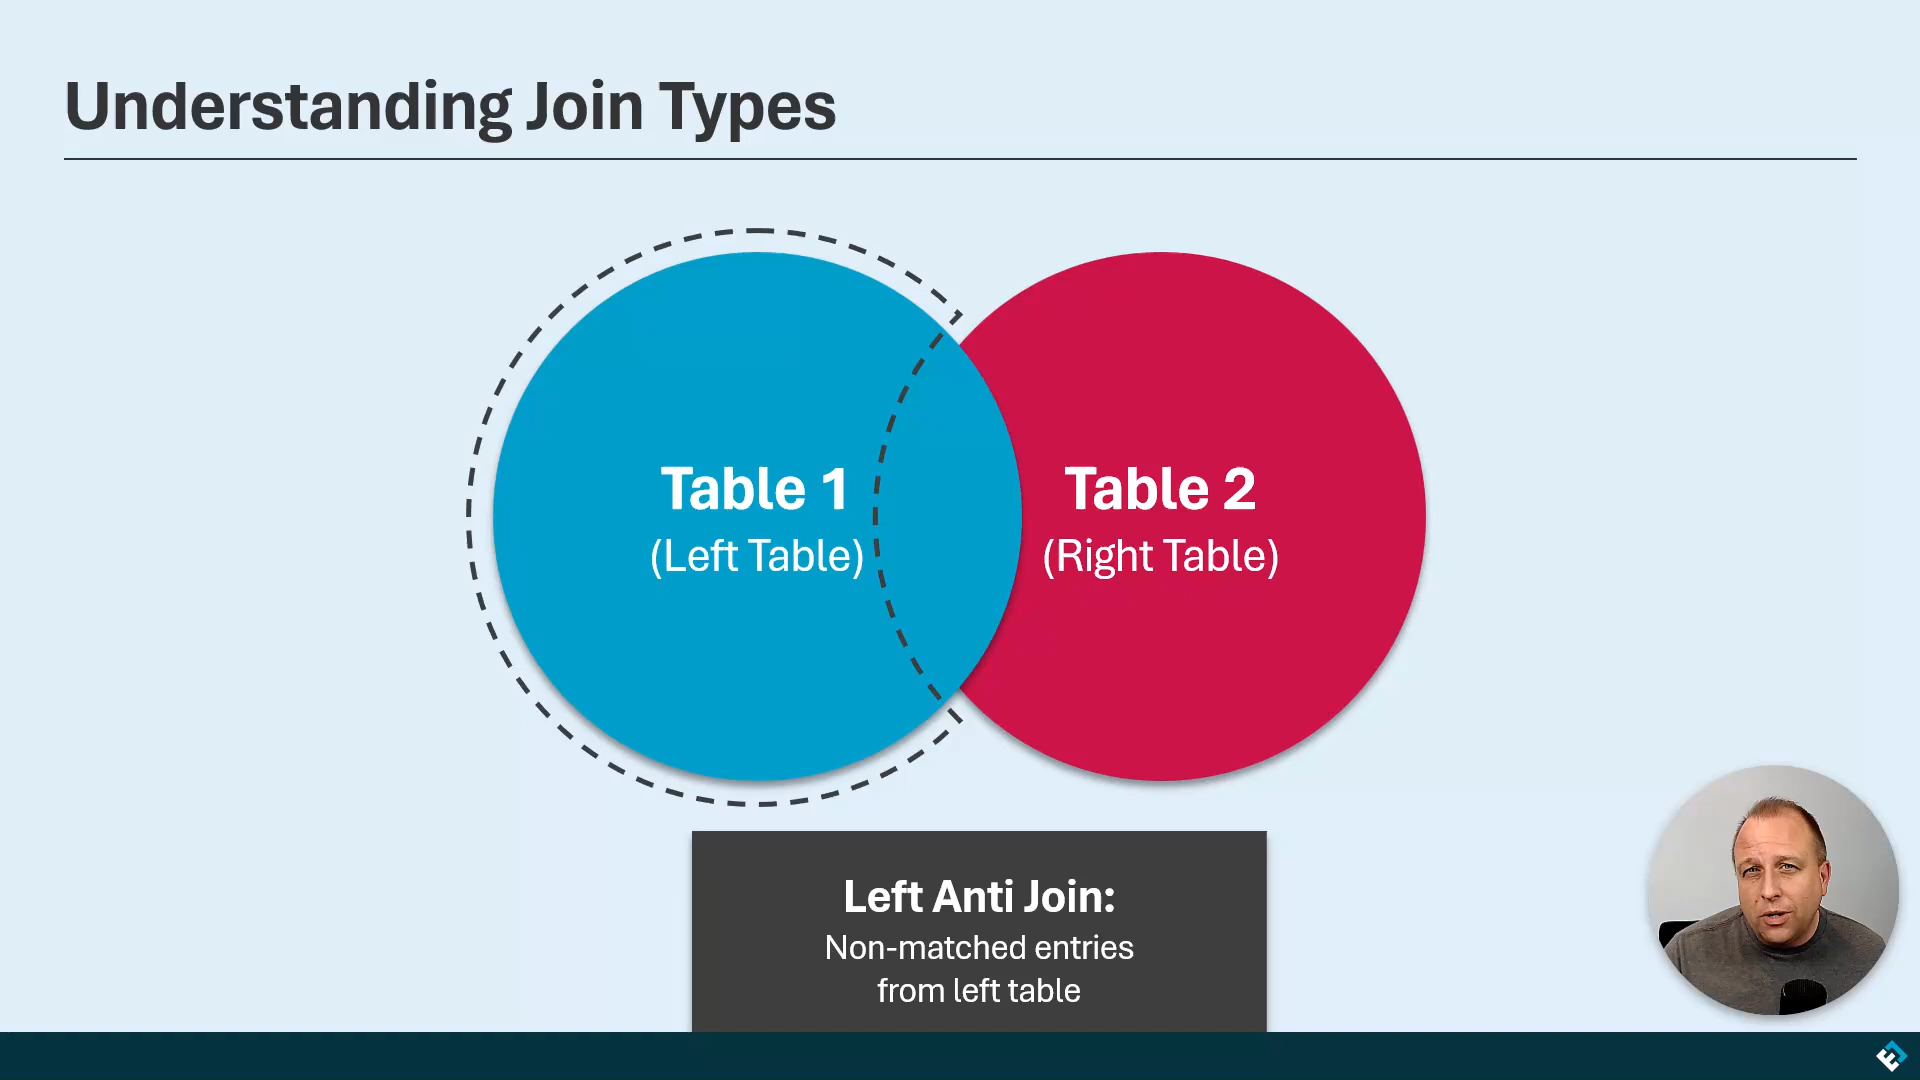 Understanding Join Types
Table 1
(Left Table)
Table 2
(Right Table)
Left Anti Join:
Non-matched entries
from left table